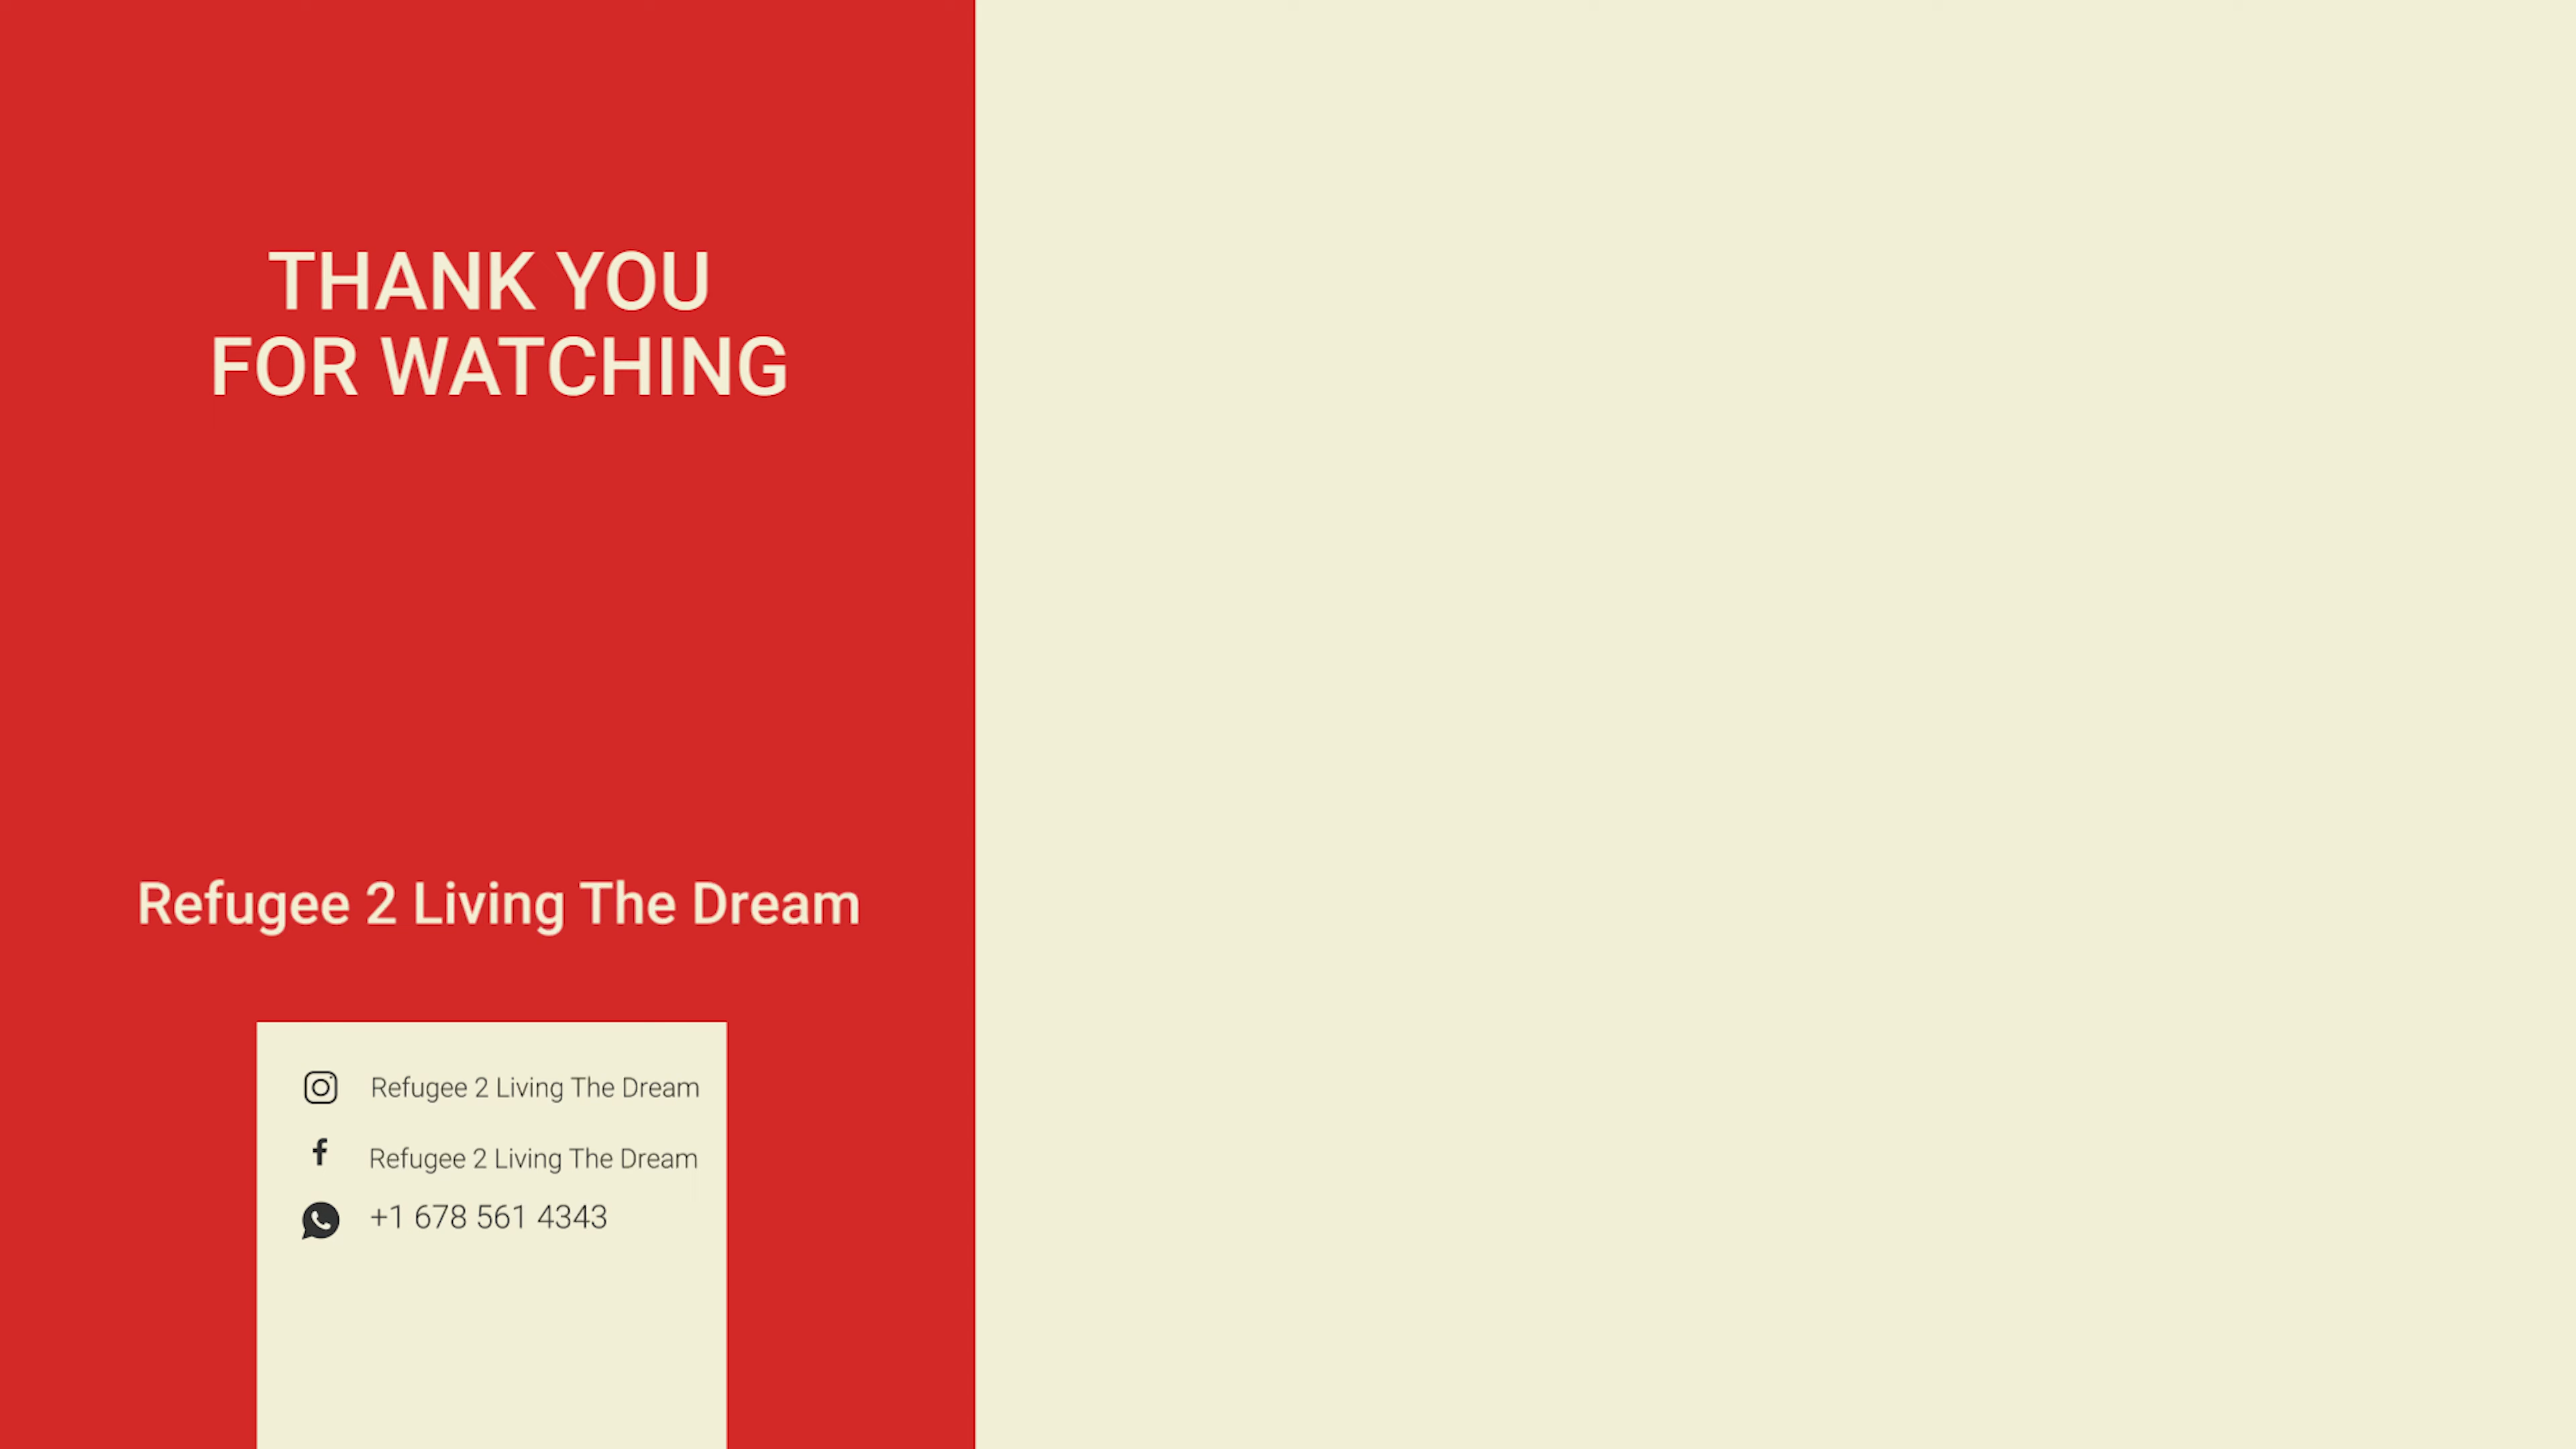 THANK YOU
FOR WATCHING
Refugee 2 Living The Dream
Refugee 2 Living The Dream
Refugee 2 Living The Dream
+1 678 561 4343